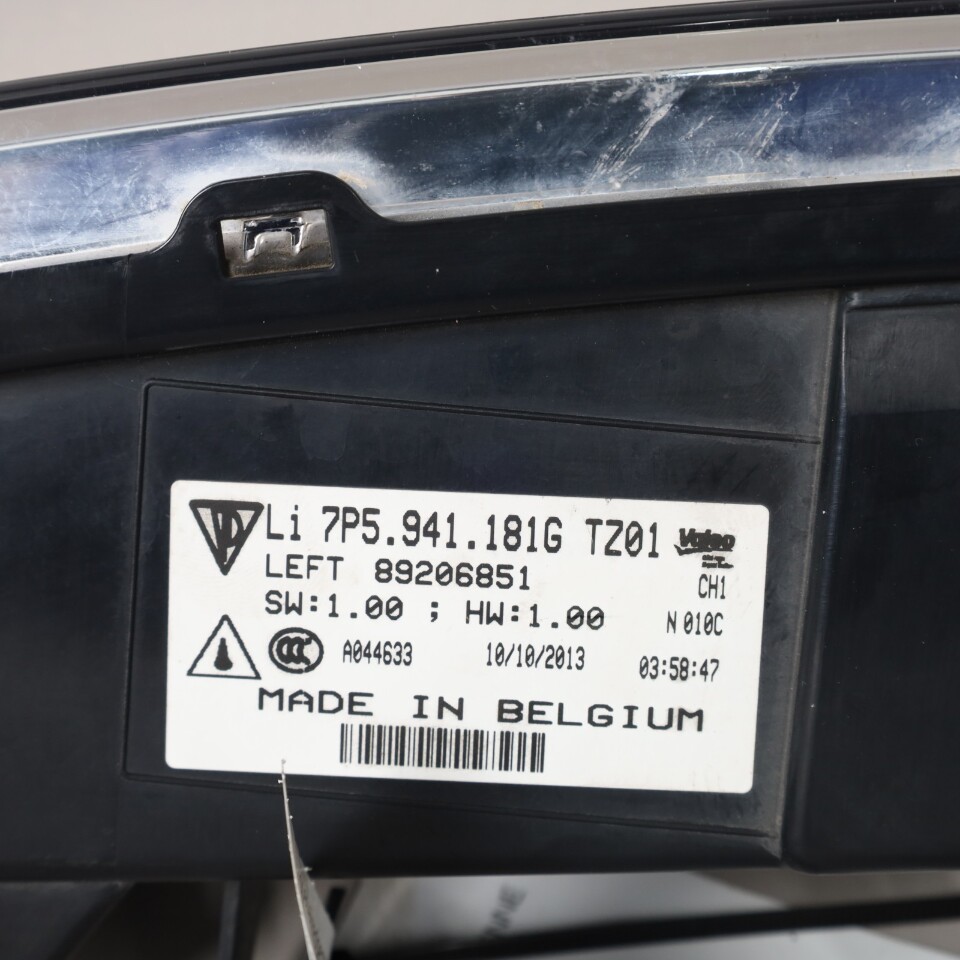 Li 7P5.941.181G TZ01 Valeo
LEFT 89206851
CH1
SW:1.00 ; HW:1.00
N 010C
CCC A044633 10/10/2013 03:58:47
MADE IN BELGIUM